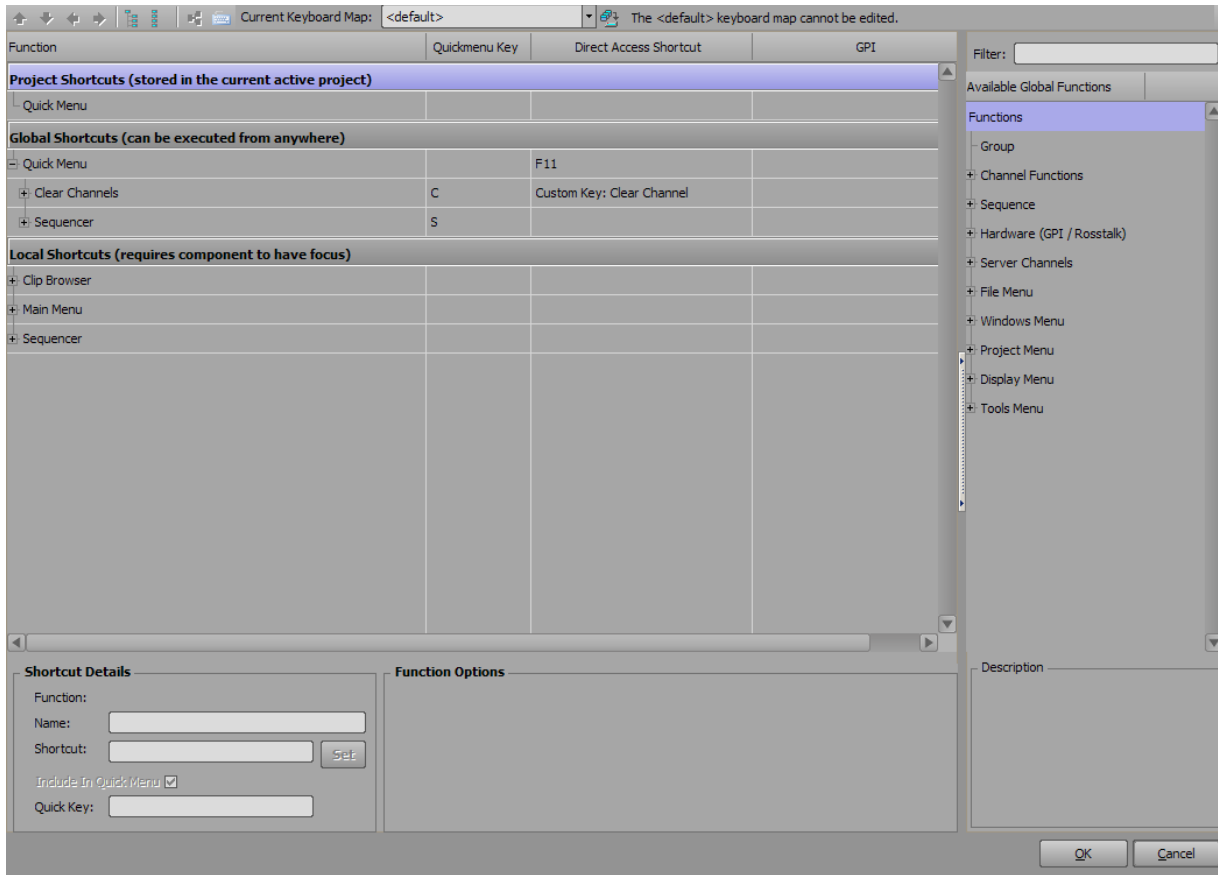 Current Keyboard Map: <default> The <default> keyboard map cannot be edited.
Function Quickmenu Key Direct Access Shortcut GPI
Project Shortcuts (stored in the current active project)
Quick Menu
Global Shortcuts (can be executed from anywhere)
Quick Menu F11
Clear Channels C Custom Key: Clear Channel
Sequencer S
Local Shortcuts (requires component to have focus)
Clip Browser
Main Menu
Sequencer
Filter:
Available Global Functions
Functions
Group
Channel Functions
Sequence
Hardware (GPI / Rosstalk)
Server Channels
File Menu
Windows Menu
Project Menu
Display Menu
Tools Menu
Shortcut Details
Function:
Name:
Shortcut: Set
Include In Quick Menu
Quick Key:
Function Options
Description
OK Cancel